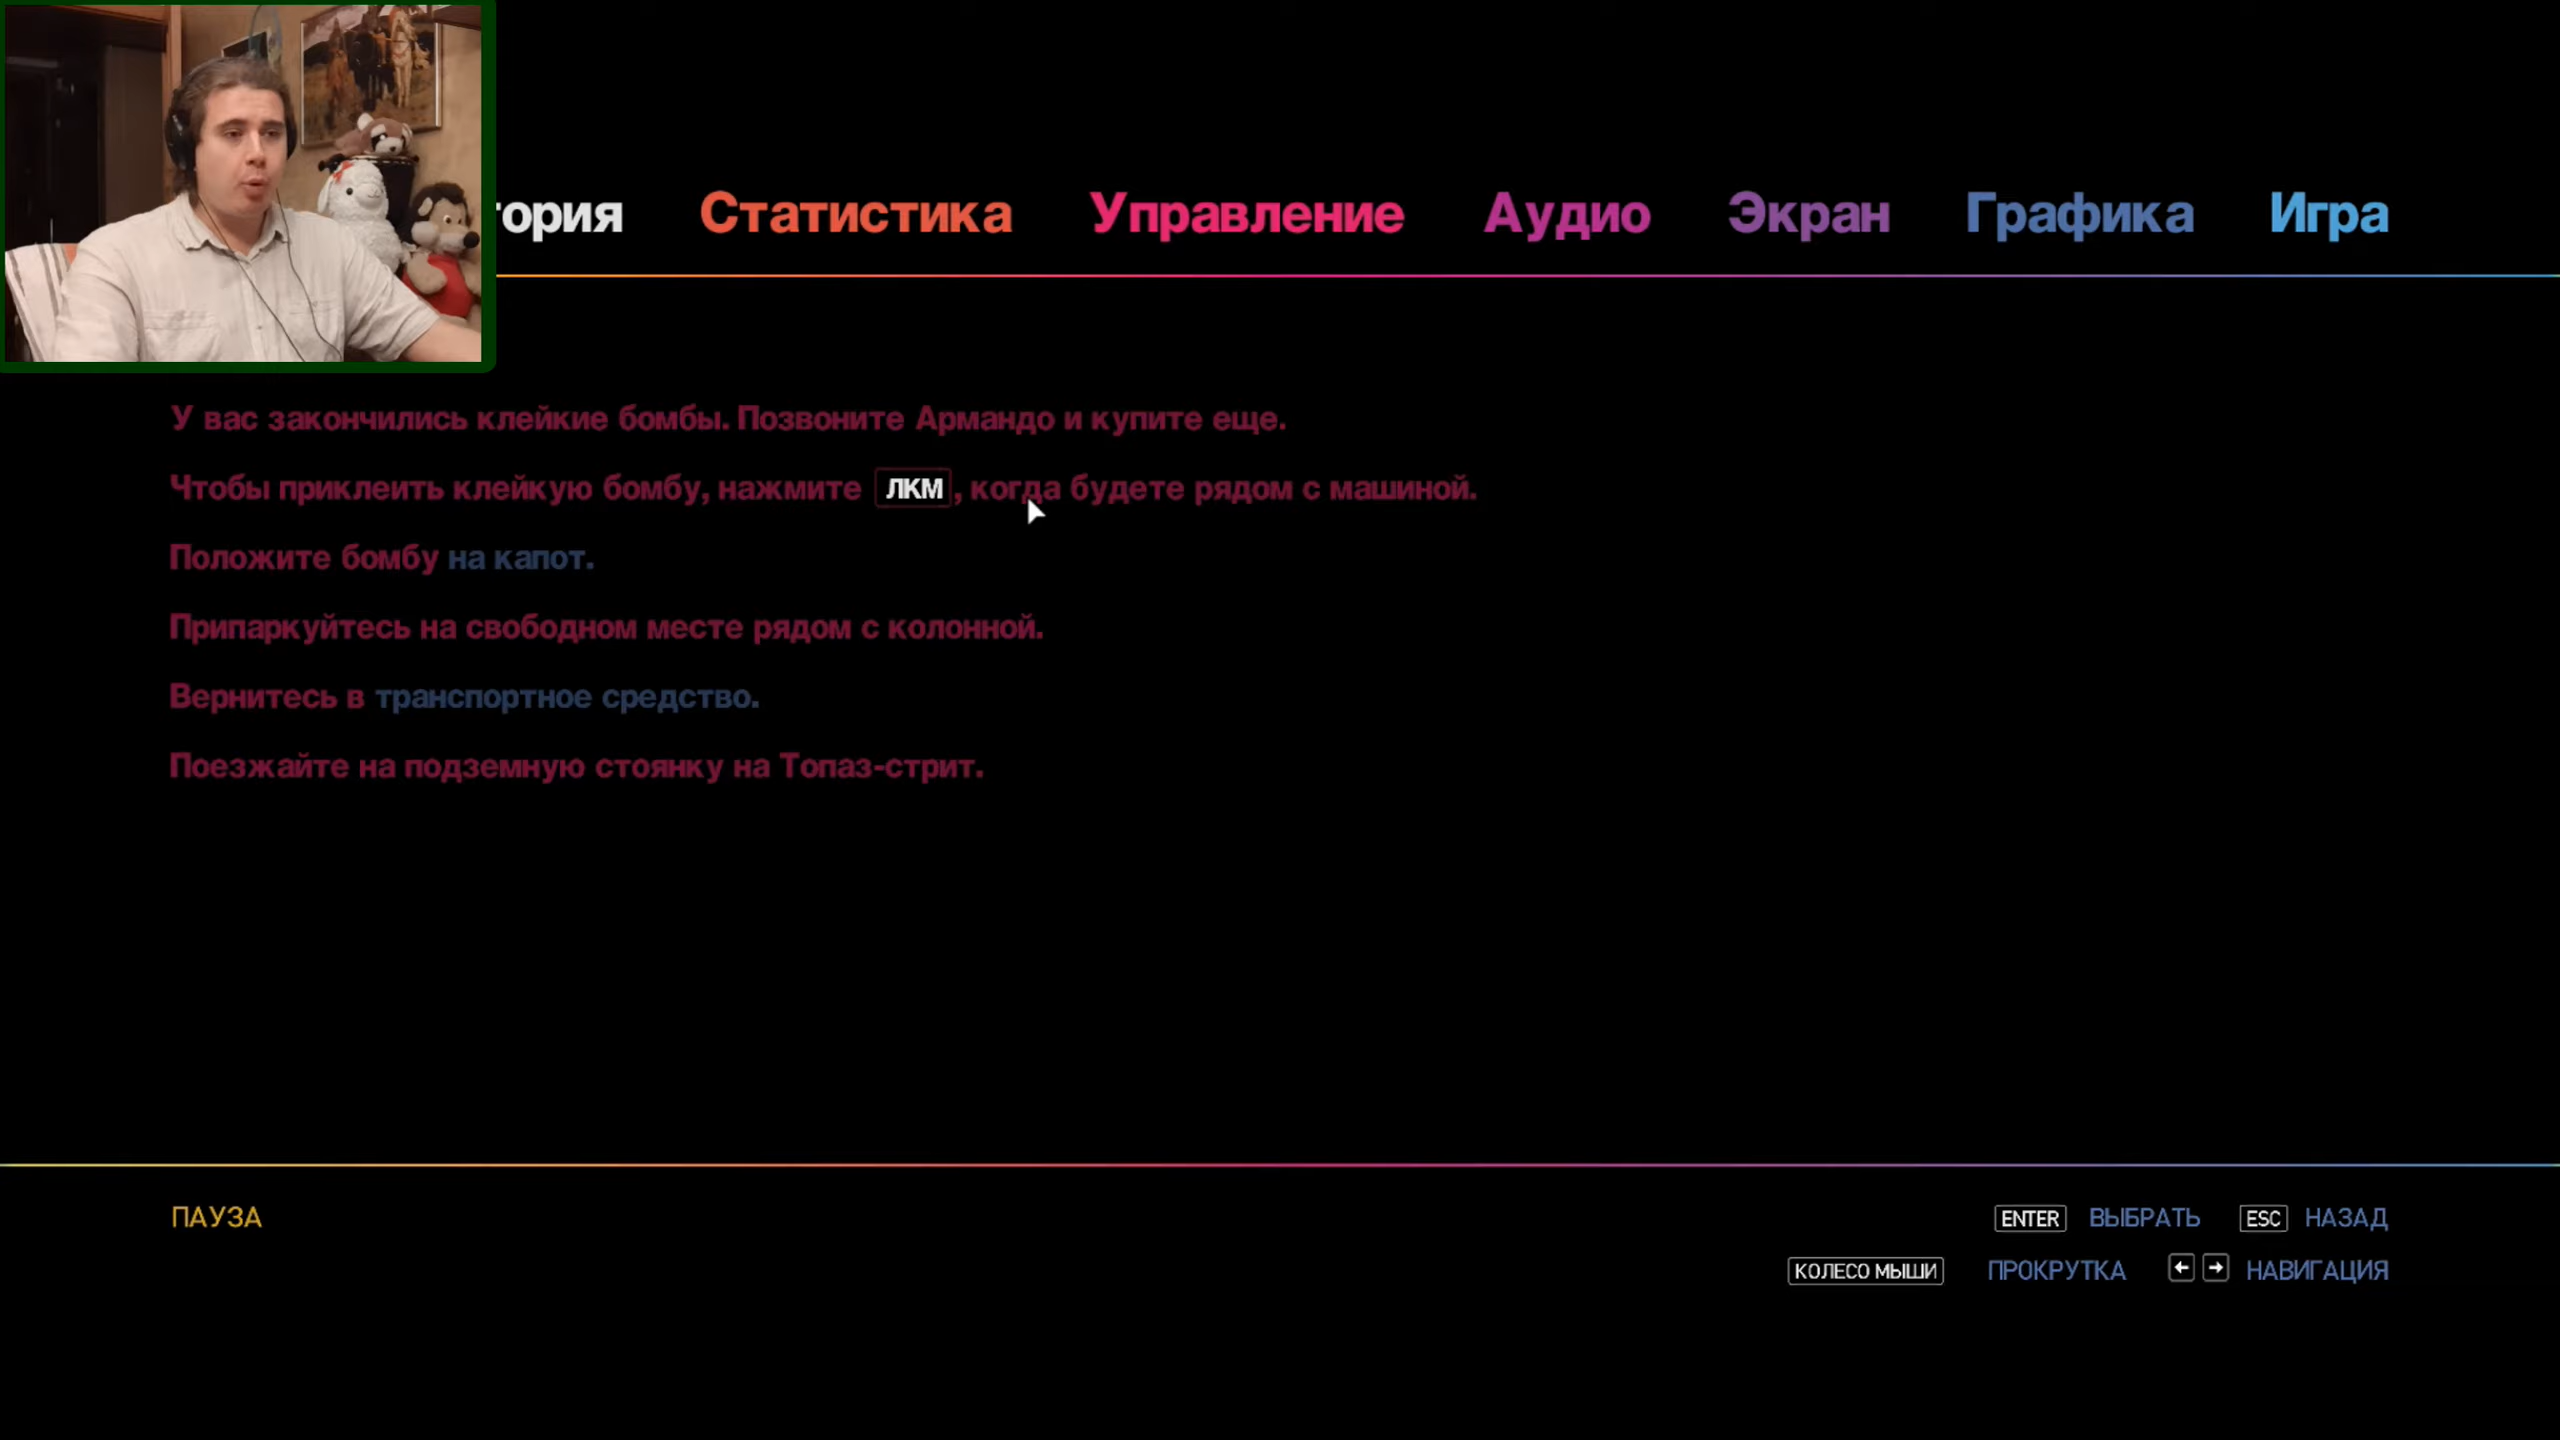 тория Статистика Управление Аудио Экран Графика Игра
У вас закончились клейкие бомбы. Позвоните Армандо и купите еще.
Чтобы приклеить клейкую бомбу, нажмите ЛКМ, когда будете рядом с машиной.
Положите бомбу на капот.
Припаркуйтесь на свободном месте рядом с колонной.
Вернитесь в транспортное средство.
Поезжайте на подземную стоянку на Топаз-стрит.
ПАУЗА
ENTER ВЫБРАТЬ ESC НАЗАД
КОЛЕСО МЫШИ ПРОКРУТКА ← → НАВИГАЦИЯ